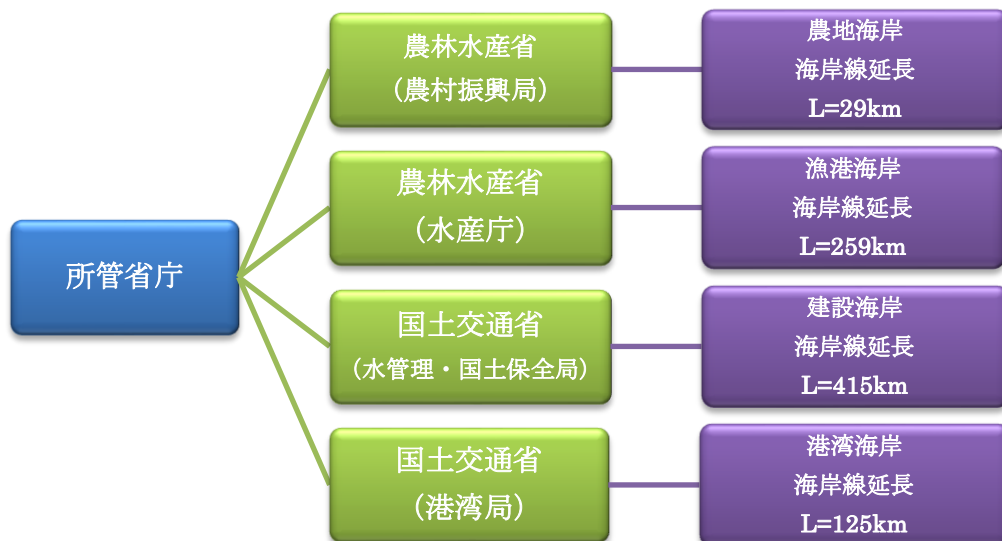 所管省庁
農林水産省
（農村振興局）
農地海岸
海岸線延長
L=29km
農林水産省
（水産庁）
漁港海岸
海岸線延長
L=259km
国土交通省
（水管理・国土保全局）
建設海岸
海岸線延長
L=415km
国土交通省
（港湾局）
港湾海岸
海岸線延長
L=125km